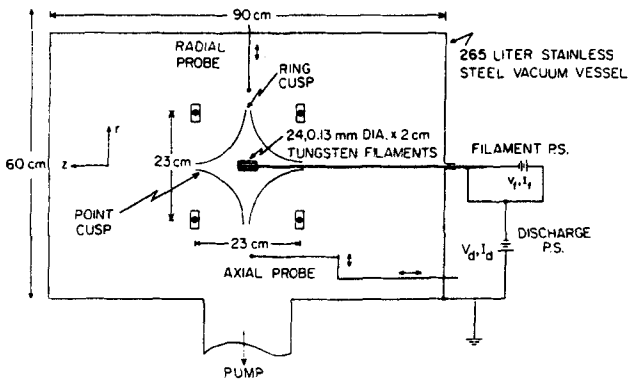 90 cm
RADIAL
PROBE
265 LITER STAINLESS
STEEL VACUUM VESSEL
RING
CUSP
24,0.13 mm DIA. x 2 cm
TUNGSTEN FILAMENTS
FILAMENT P.S.
r
z
60 cm
23 cm
Vf, If
POINT
CUSP
23 cm
DISCHARGE
P.S.
Vd, Id
AXIAL PROBE
PUMP